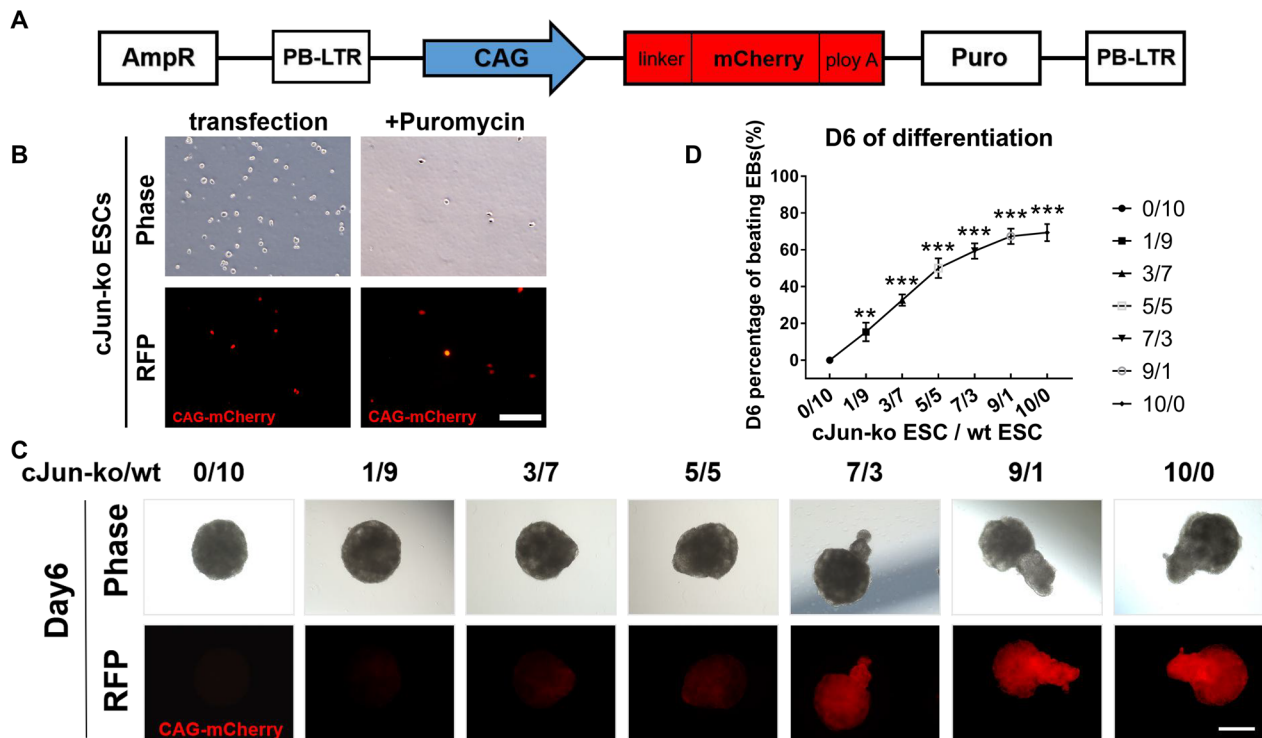 A
AmpR PB-LTR CAG linker mCherry ploy A Puro PB-LTR
B
transfection +Puromycin
cJun-ko ESCs
Phase
RFP
CAG-mCherry CAG-mCherry
D
D6 of differentiation
D6 percentage of beating EBs(%)
100
80
60
40
20
0
** *** *** *** *** ***
0/10 1/9 3/7 5/5 7/3 9/1 10/0
cJun-ko ESC / wt ESC
0/10
1/9
3/7
5/5
7/3
9/1
10/0
C
cJun-ko/wt 0/10 1/9 3/7 5/5 7/3 9/1 10/0
Day6
Phase
RFP
CAG-mCherry